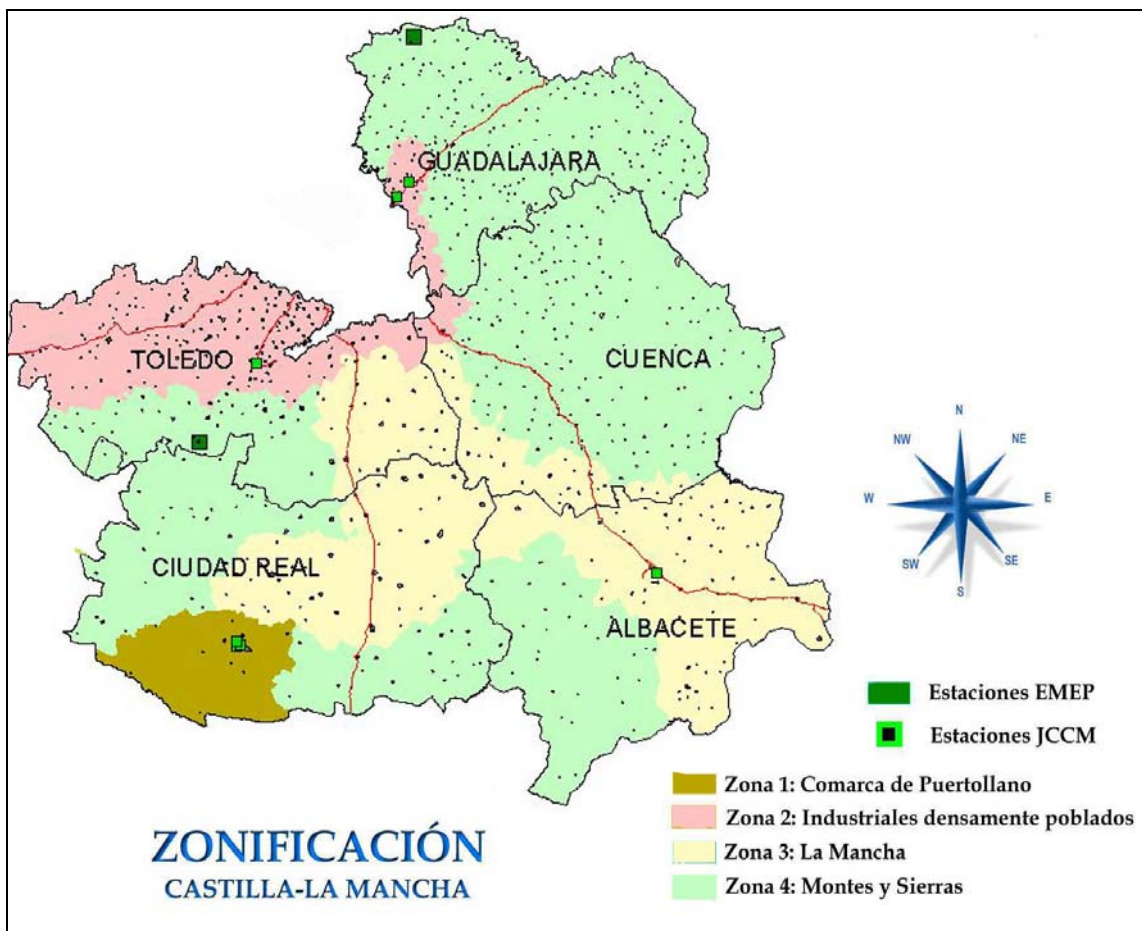 GUADALAJARA
TOLEDO
CUENCA
CIUDAD REAL
ALBACETE
N
NW
NE
W
E
SW
SE
S
Estaciones EMEP
Estaciones JCCM
Zona 1: Comarca de Puertollano
Zona 2: Industriales densamente poblados
Zona 3: La Mancha
Zona 4: Montes y Sierras
ZONIFICACIÓN
CASTILLA-LA MANCHA